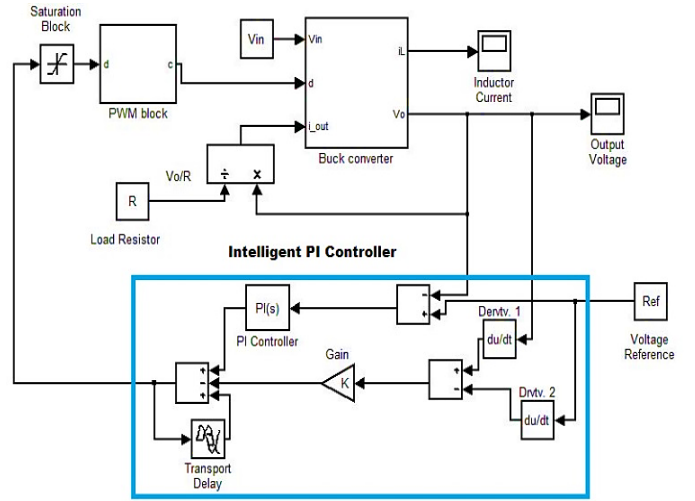 Saturation
Block
d
c
PWM block
Vin
Vin
d
i_out
iL
Vo
Buck converter
Inductor
Current
Output
Voltage
÷
×
Vo/R
R
Load Resistor
Intelligent PI Controller
PI(s)
PI Controller
−
+
Ref
Voltage
Reference
Dervtv. 1
du/dt
Gain
K
+
−
+
+
−
Drvtv. 2
du/dt
Transport
Delay